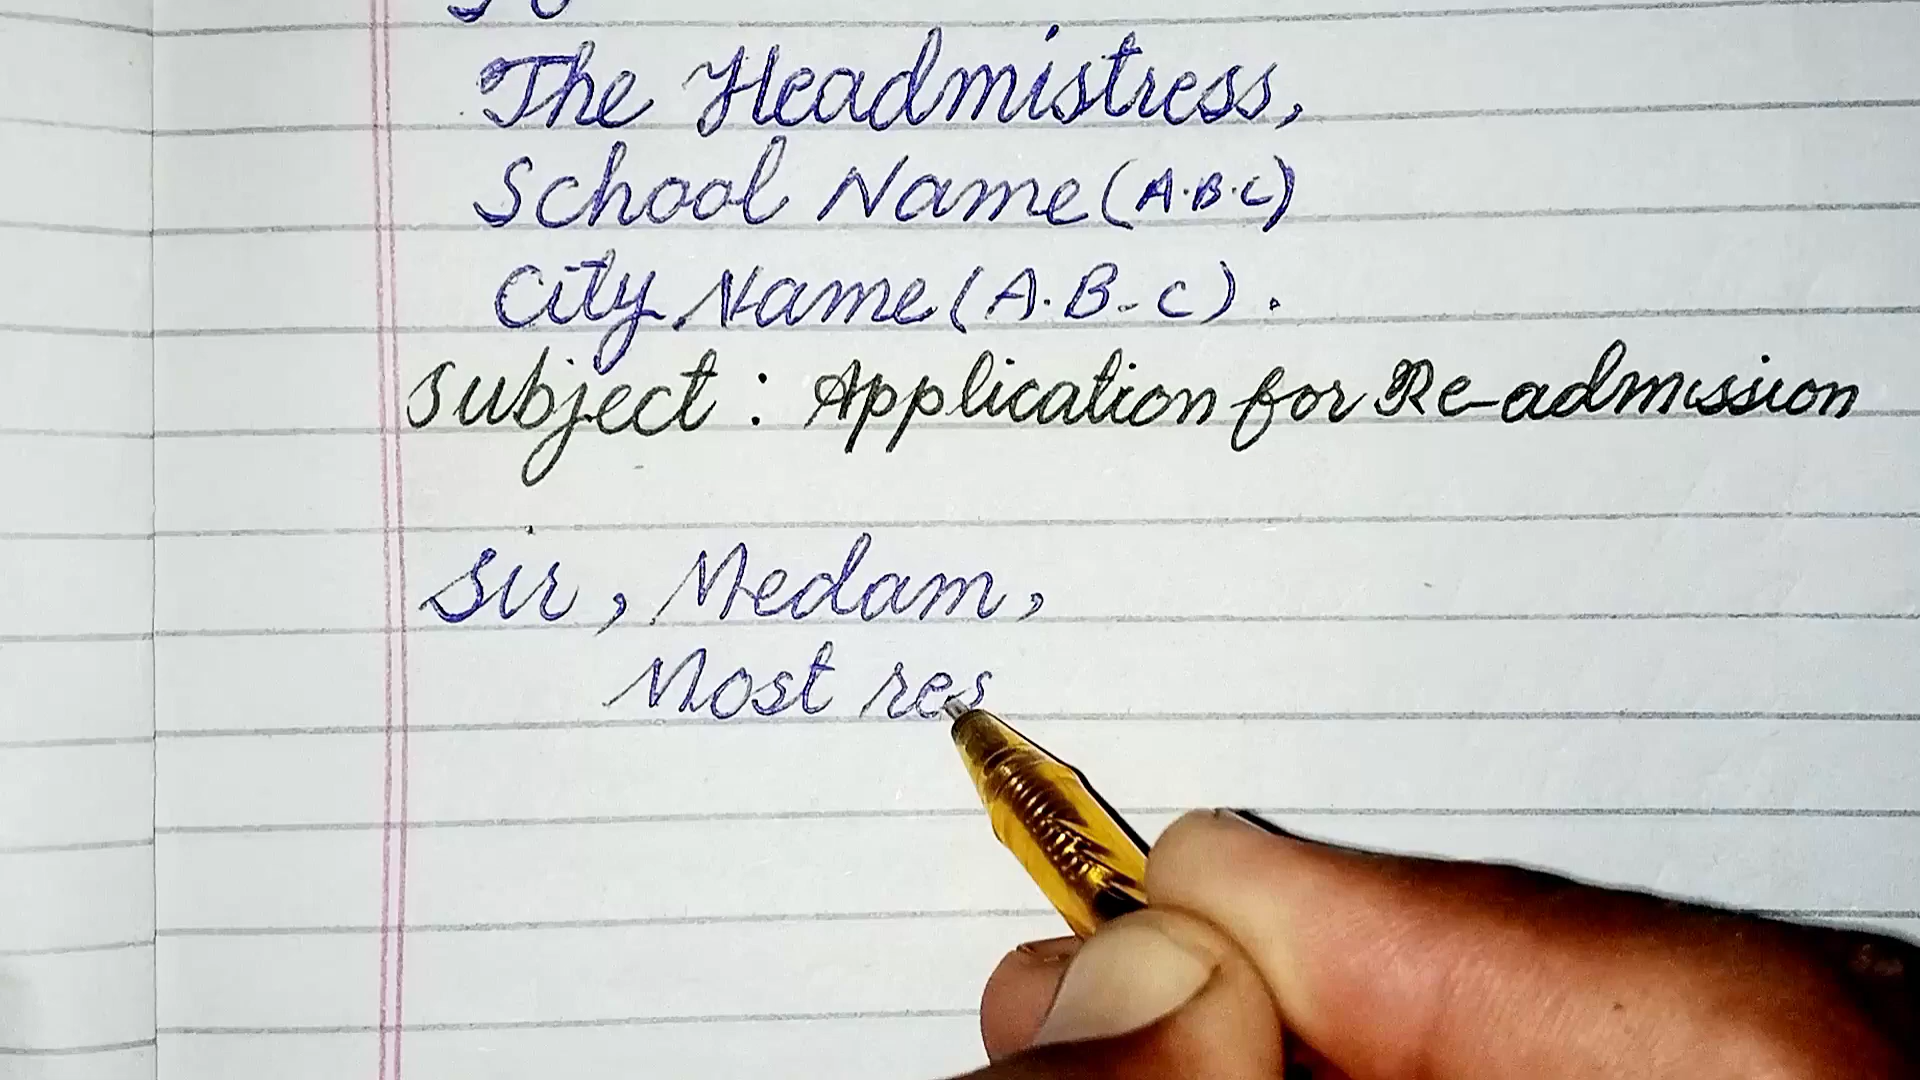 The Headmistress,
School Name (A.B.C)
City Name (A.B-C).
Subject: Application for Re-admission
Sir, Medam,
Most res